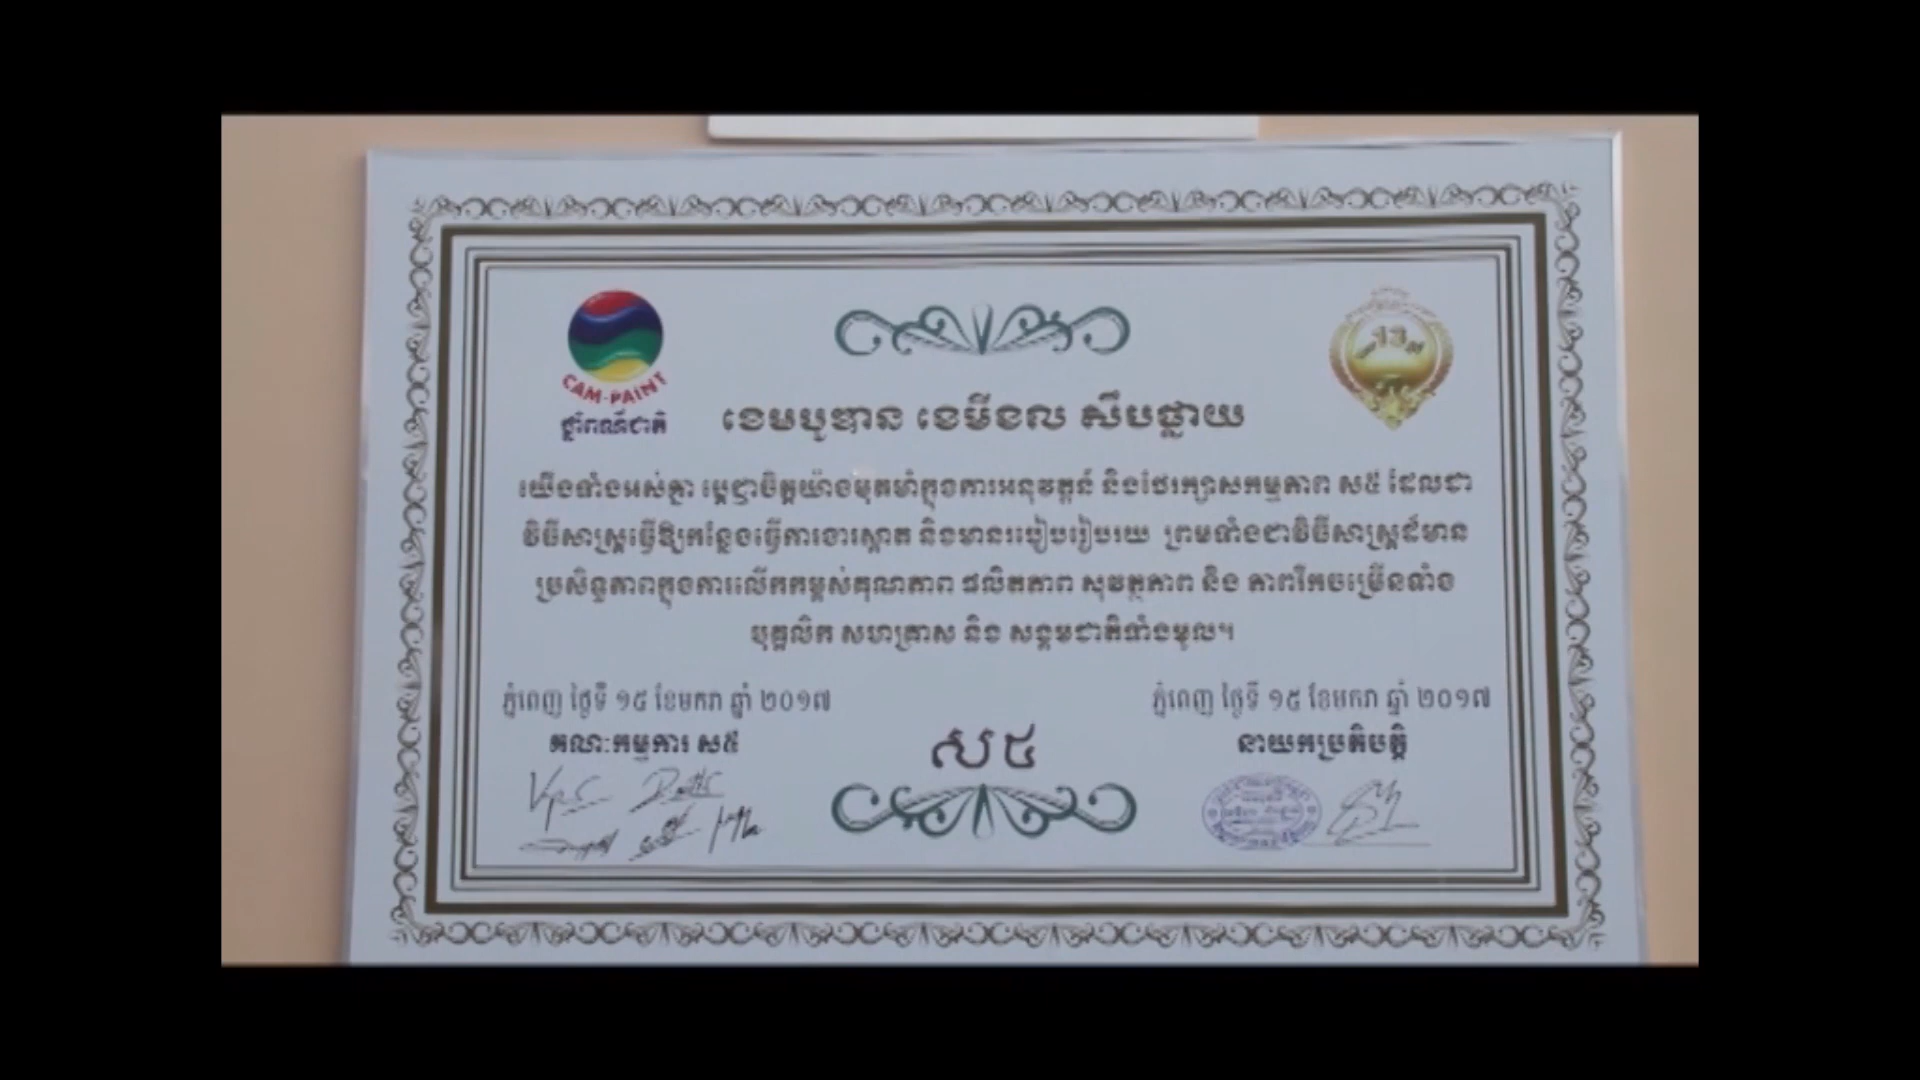 CAM-PAINT
ថ្នាំពណ៌ជាតិ
ខេមបូឌាន ខេមីខល សឹបផ្លាយ
យើងទាំងអស់គ្នា ប្តេជ្ញាចិត្តយ៉ាងមុតមាំក្នុងការអនុវត្តន៍ និងថែរក្សាសកម្មភាព ស៥ ដែលជា
វិធីសាស្ត្រធ្វើឱ្យកន្លែងធ្វើការងារស្អាត និងមានរបៀបរៀបរយ ព្រមទាំងជាវិធីសាស្ត្រដ៏មាន
ប្រសិទ្ធភាពក្នុងការលើកកម្ពស់គុណភាព ផលិតភាព សុវត្ថភាព និង ភាពរីកចម្រើនទាំង
បុគ្គលិក សហគ្រាស និង សង្គមជាតិទាំងមូល។
ភ្នំពេញ ថ្ងៃទី ១៥ ខែមករា ឆ្នាំ ២០១៧
គណៈកម្មការ ស៥
ស៥
ភ្នំពេញ ថ្ងៃទី ១៥ ខែមករា ឆ្នាំ ២០១៧
នាយកប្រតិបត្តិ